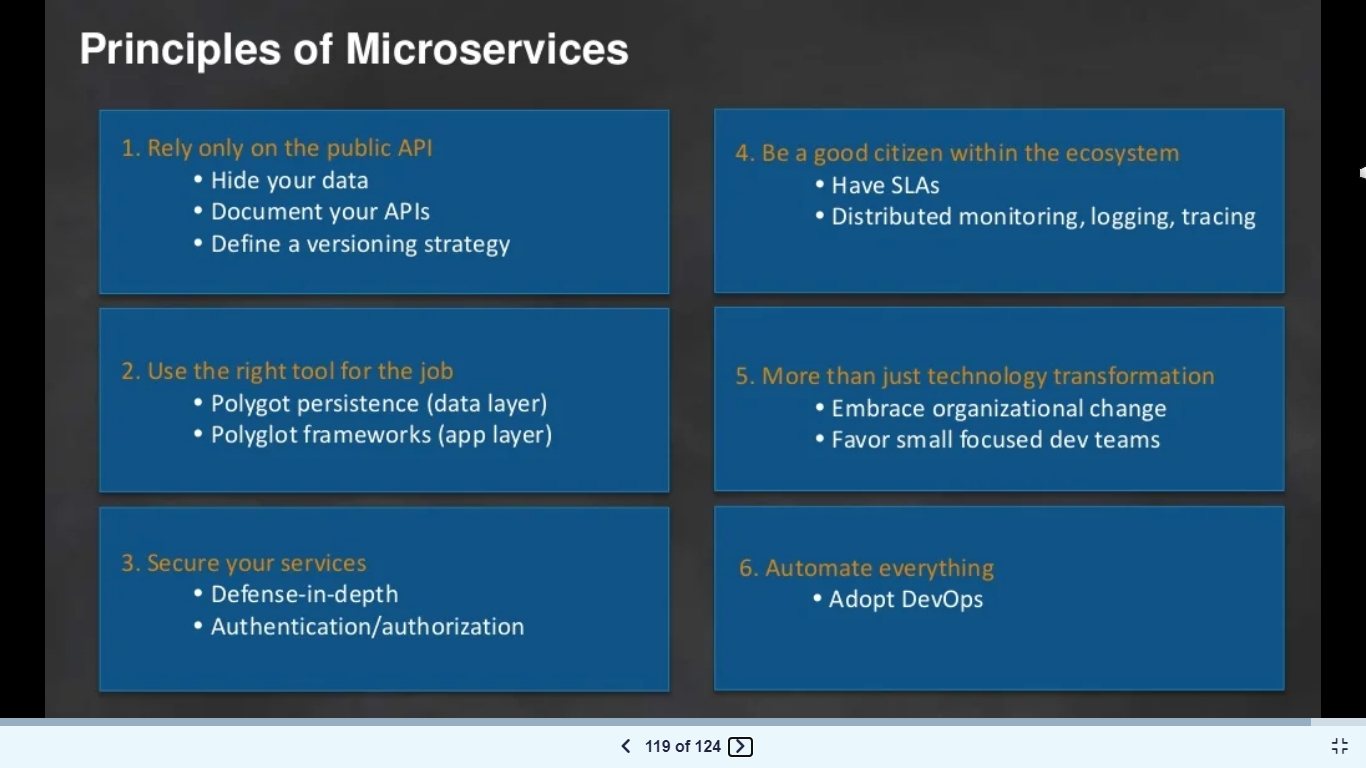 Principles of Microservices
1. Rely only on the public API
• Hide your data
• Document your APIs
• Define a versioning strategy
2. Use the right tool for the job
• Polygot persistence (data layer)
• Polyglot frameworks (app layer)
3. Secure your services
• Defense-in-depth
• Authentication/authorization
4. Be a good citizen within the ecosystem
• Have SLAs
• Distributed monitoring, logging, tracing
5. More than just technology transformation
• Embrace organizational change
• Favor small focused dev teams
6. Automate everything
• Adopt DevOps
119 of 124